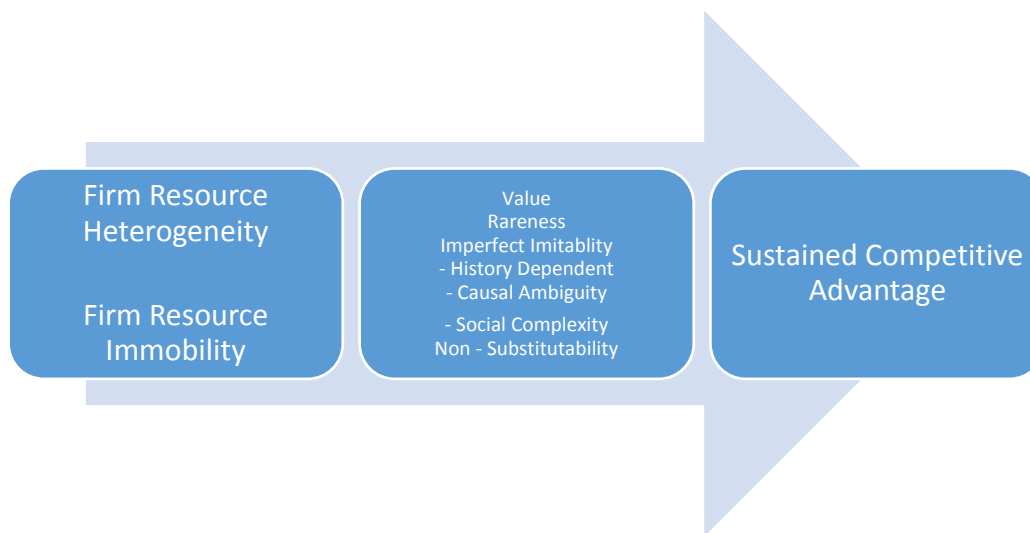 Firm Resource
Heterogeneity
Firm Resource
Immobility
Value
Rareness
Imperfect Imitablity
- History Dependent
- Causal Ambiguity
- Social Complexity
Non - Substitutability
Sustained Competitive
Advantage